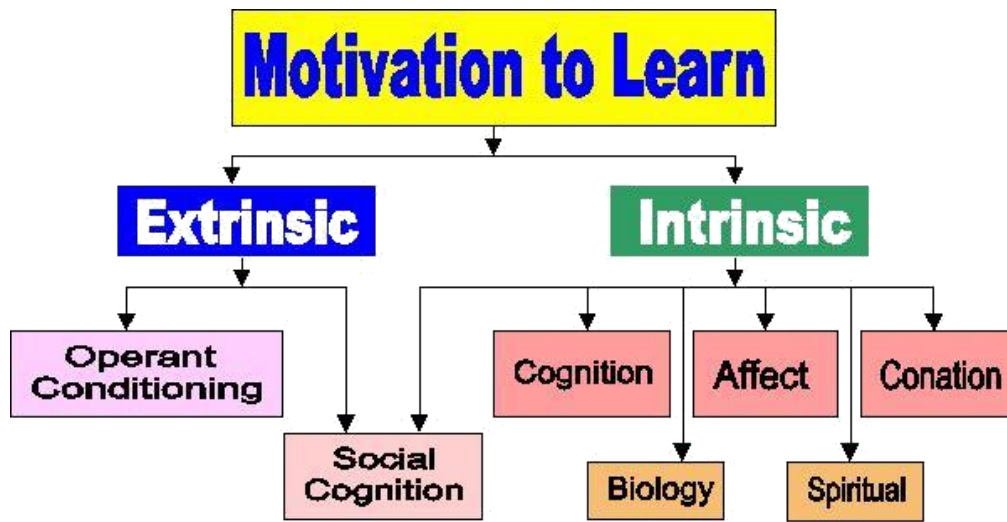 Motivation to Learn
Extrinsic
Intrinsic
Operant
Conditioning
Cognition
Affect
Conation
Social
Cognition
Biology
Spiritual